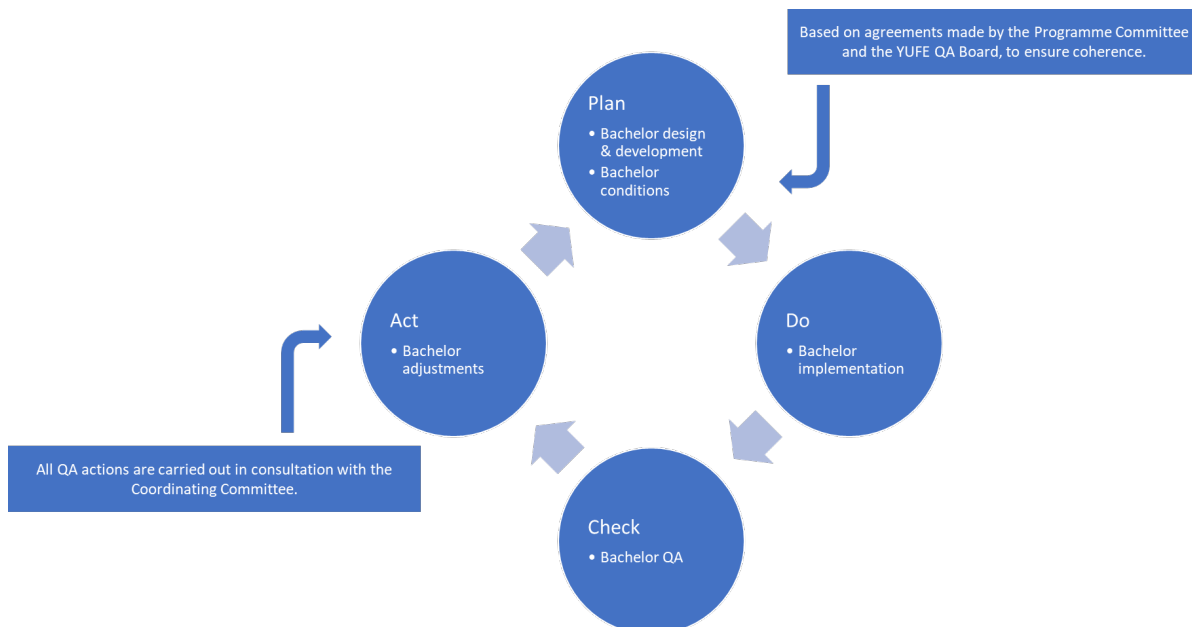 Based on agreements made by the Programme Committee
and the YUFE QA Board, to ensure coherence.
Plan
• Bachelor design
& development
• Bachelor
conditions
Do
• Bachelor
implementation
Check
• Bachelor QA
Act
• Bachelor
adjustments
All QA actions are carried out in consultation with the
Coordinating Committee.